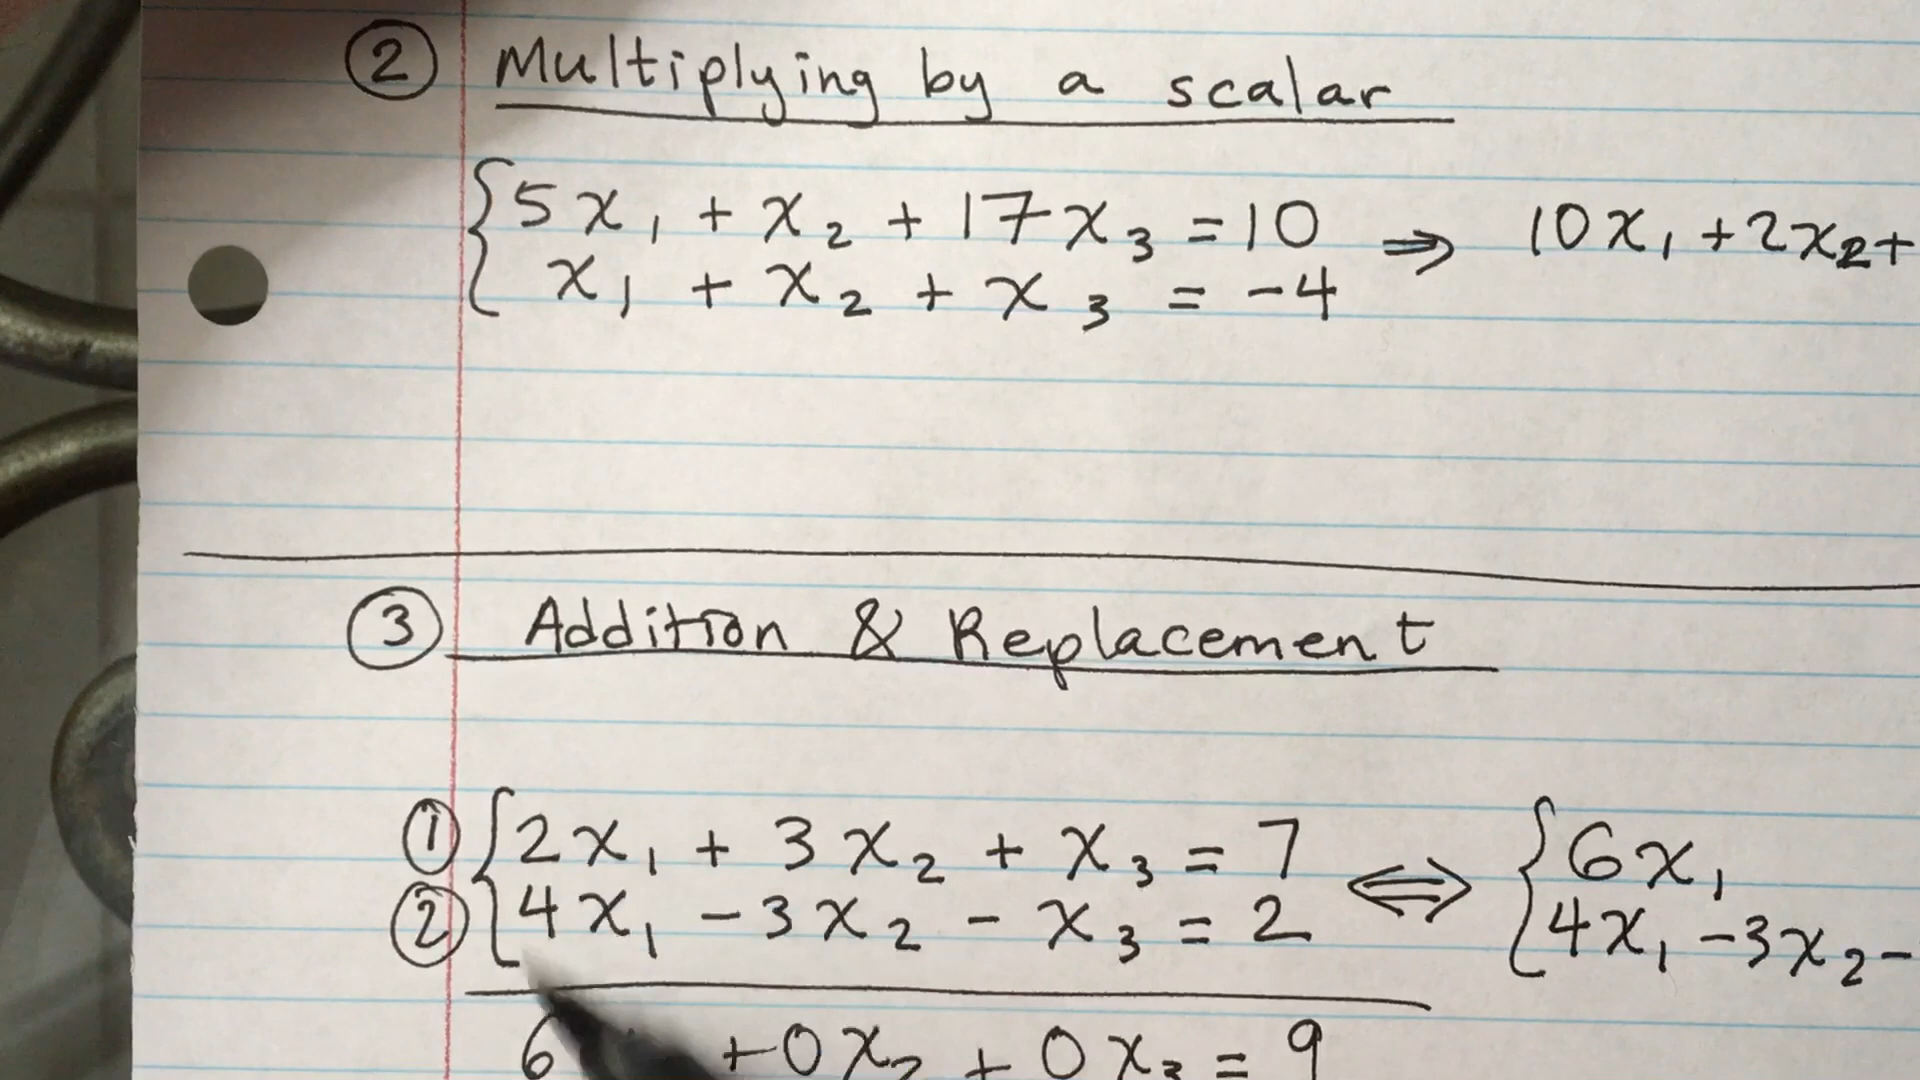 ② Multiplying by a scalar
{5x₁ + x₂ + 17x₃ = 10 ⇒ 10x₁ + 2x₂ +
x₁ + x₂ + x₃ = -4
③ Addition & Replacement
① {2x₁ + 3x₂ + x₃ = 7 ⇔ {6x₁
② 4x₁ - 3x₂ - x₃ = 2 4x₁ - 3x₂ -
6 + 0x₂ + 0x₃ = 9